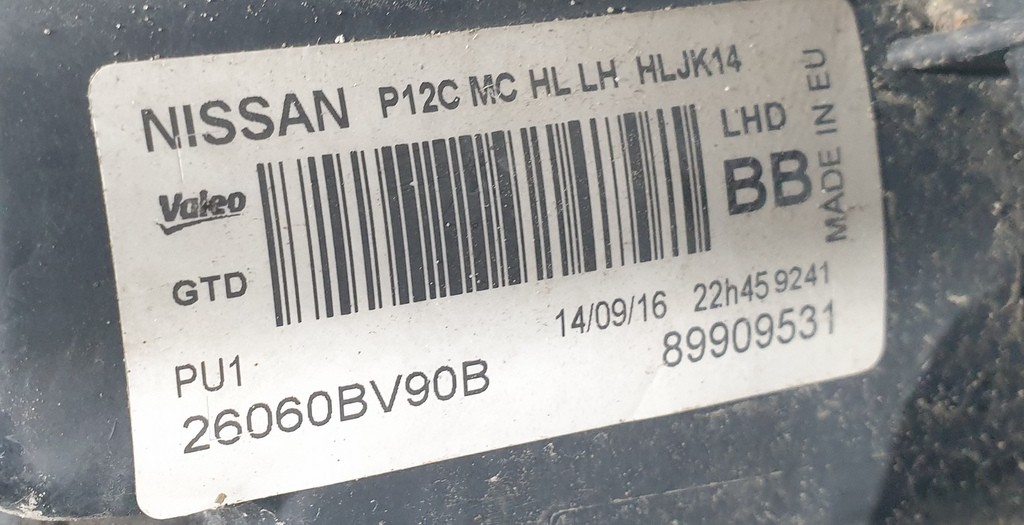 NISSAN P12C MC HL LH HLJK14
Valeo
LHD
BB
MADE IN EU
GTD
14/09/16 22h45 9241
PU1
89909531
26060BV90B